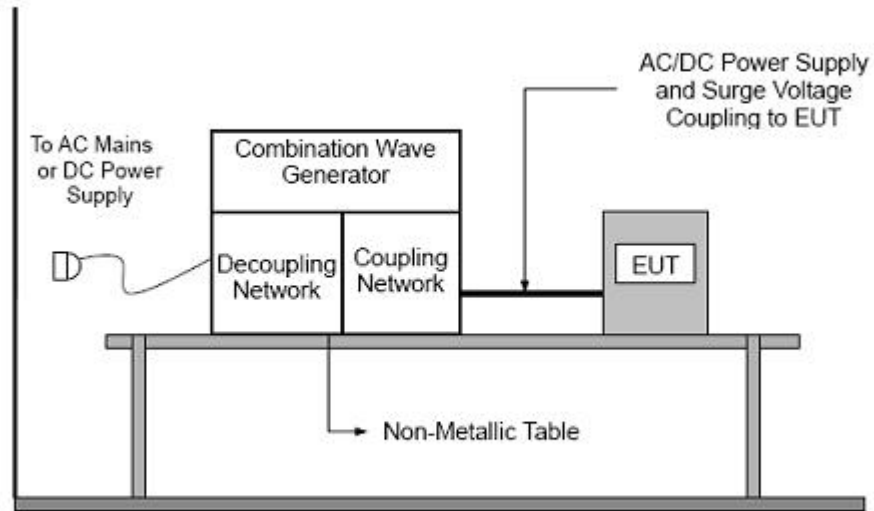 AC/DC Power Supply
and Surge Voltage
Coupling to EUT
To AC Mains
or DC Power
Supply
Combination Wave
Generator
Decoupling
Network
Coupling
Network
EUT
Non-Metallic Table